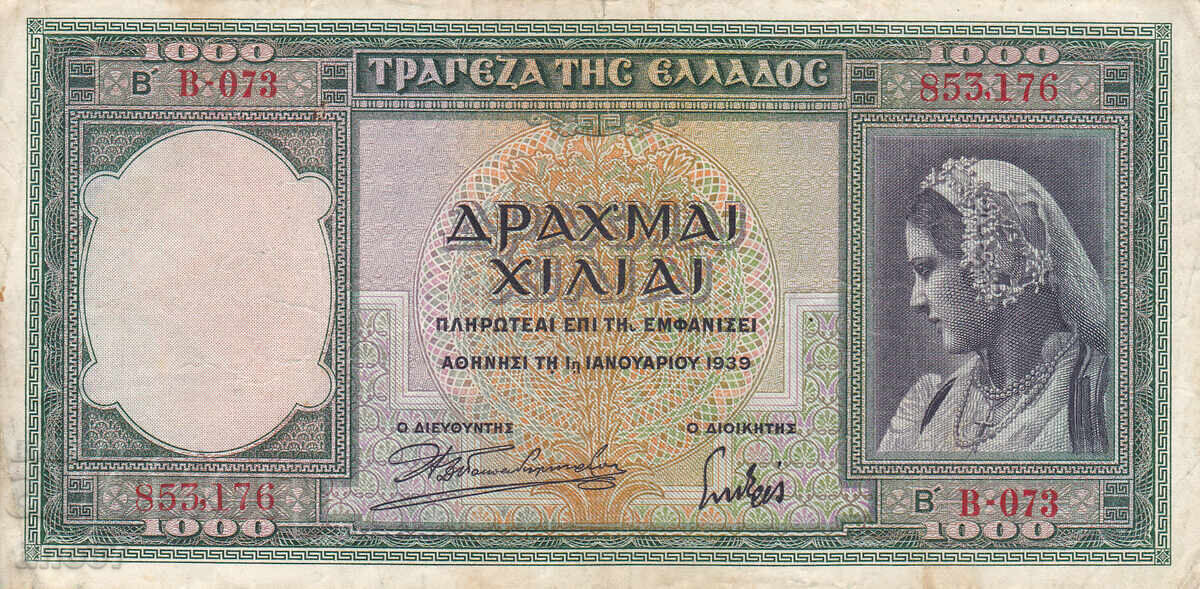 1000 1000
Β΄ Β-073 ΤΡΑΠΕΖΑ ΤΗΣ ΕΛΛΑΔΟΣ 853,176
ΔΡΑΧΜΑΙ
ΧΙΛΙΑΙ
ΠΛΗΡΩΤΕΑΙ ΕΠΙ ΤΗι ΕΜΦΑΝΙΣΕΙ
ΑΘΗΝΗΣΙ ΤΗ 1η ΙΑΝΟΥΑΡΙΟΥ 1939
Ο ΔΙΕΥΘΥΝΤΗΣ Ο ΔΙΟΙΚΗΤΗΣ
853,176 Β΄ Β-073
1000 1000